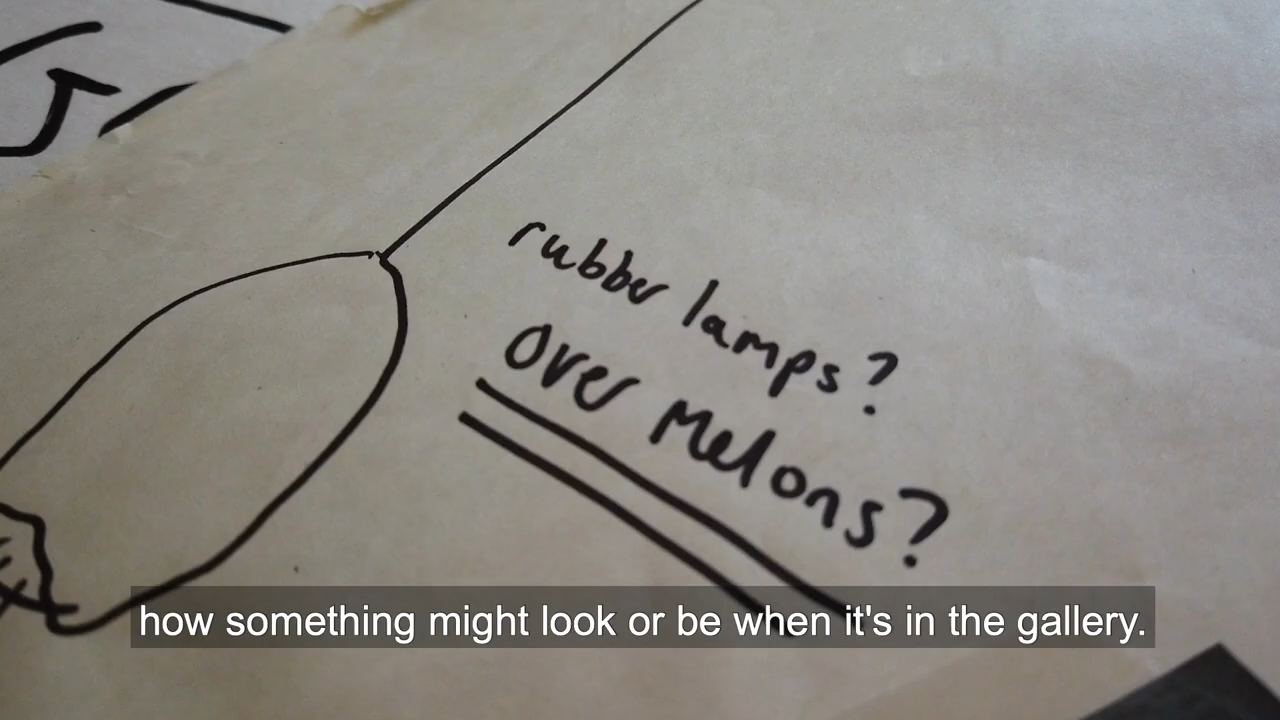 rubber lamps?
over Melons?
how something might look or be when it's in the gallery.